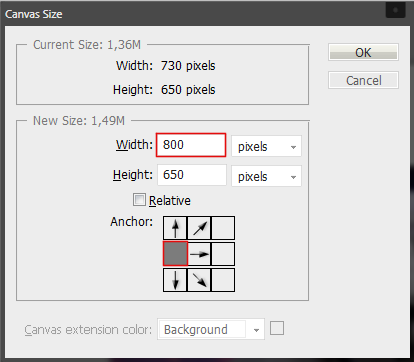 Canvas Size
Current Size: 1,36M
OK
Width: 730 pixels
Cancel
Height: 650 pixels
New Size: 1,49M
Width: 800 pixels
Height: 650 pixels
Relative
Anchor:
Canvas extension color: Background